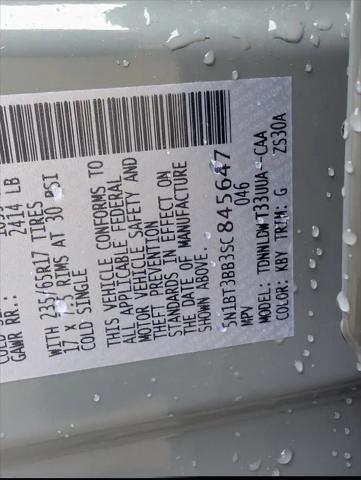 GAWR RR.: 2414 LB
WITH 235/65R17 TIRES
RIMS AT 30 PSI
COLD SINGLE
THIS VEHICLE CONFORMS TO
ALL APPLICABLE FEDERAL
MOTOR VEHICLE SAFETY AND
THEFT PREVENTION
STANDARDS IN EFFECT ON
THE DATE OF MANUFACTURE
SHOWN ABOVE.
5N1BT3BB3SC845647
MPV 046
MODEL: TDNNLDWT33UUA-CAA
COLOR: KBY TRIM: G ZS30A